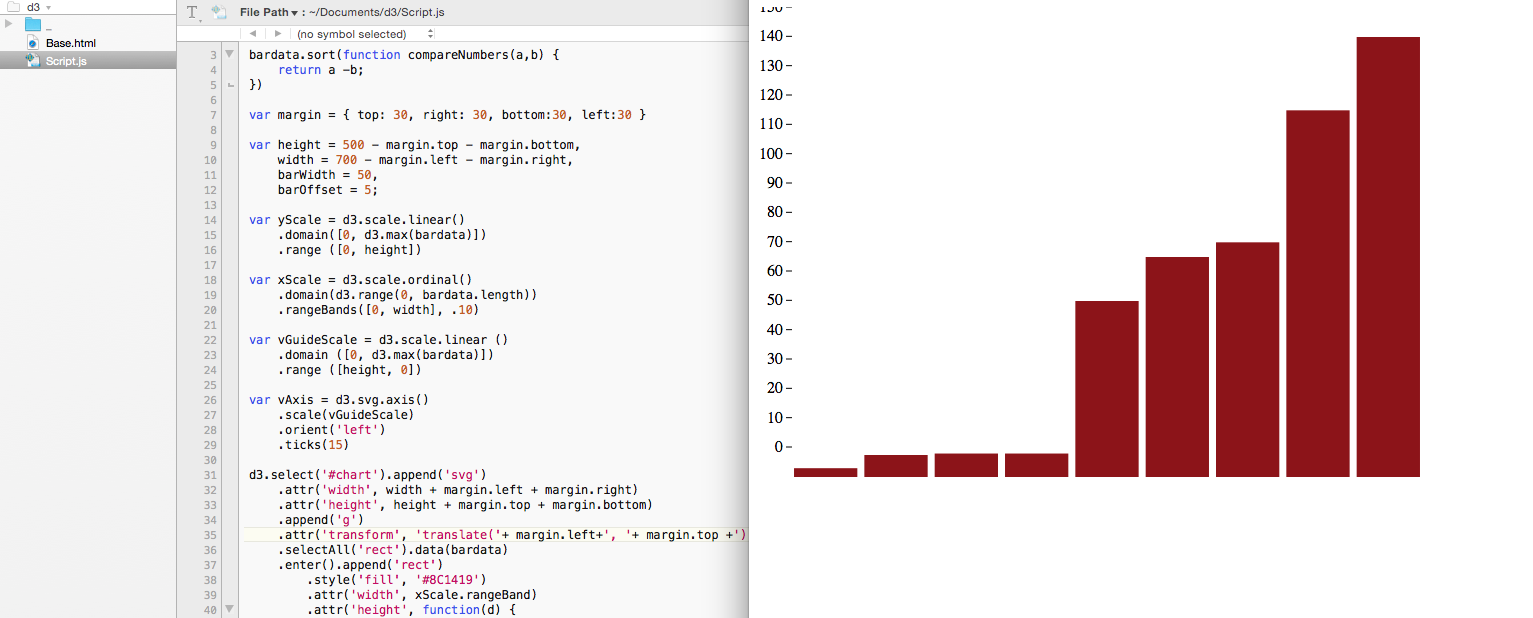 d3
_
Base.html
Script.js
File Path ▾ : ~/Documents/d3/Script.js
(no symbol selected)
3 bardata.sort(function compareNumbers(a,b) {
4     return a -b;
5 })
6
7 var margin = { top: 30, right: 30, bottom:30, left:30 }
8
9 var height = 500 - margin.top - margin.bottom,
10     width = 700 - margin.left - margin.right,
11     barWidth = 50,
12     barOffset = 5;
13
14 var yScale = d3.scale.linear()
15     .domain([0, d3.max(bardata)])
16     .range ([0, height])
17
18 var xScale = d3.scale.ordinal()
19     .domain(d3.range(0, bardata.length))
20     .rangeBands([0, width], .10)
21
22 var vGuideScale = d3.scale.linear ()
23     .domain ([0, d3.max(bardata)])
24     .range ([height, 0])
25
26 var vAxis = d3.svg.axis()
27     .scale(vGuideScale)
28     .orient('left')
29     .ticks(15)
30
31 d3.select('#chart').append('svg')
32     .attr('width', width + margin.left + margin.right)
33     .attr('height', height + margin.top + margin.bottom)
34     .append('g')
35     .attr('transform', 'translate('+ margin.left+', '+ margin.top +')
36     .selectAll('rect').data(bardata)
37     .enter().append('rect')
38         .style('fill', '#8C1419')
39         .attr('width', xScale.rangeBand)
40         .attr('height', function(d) {
150
140
130
120
110
100
90
80
70
60
50
40
30
20
10
0